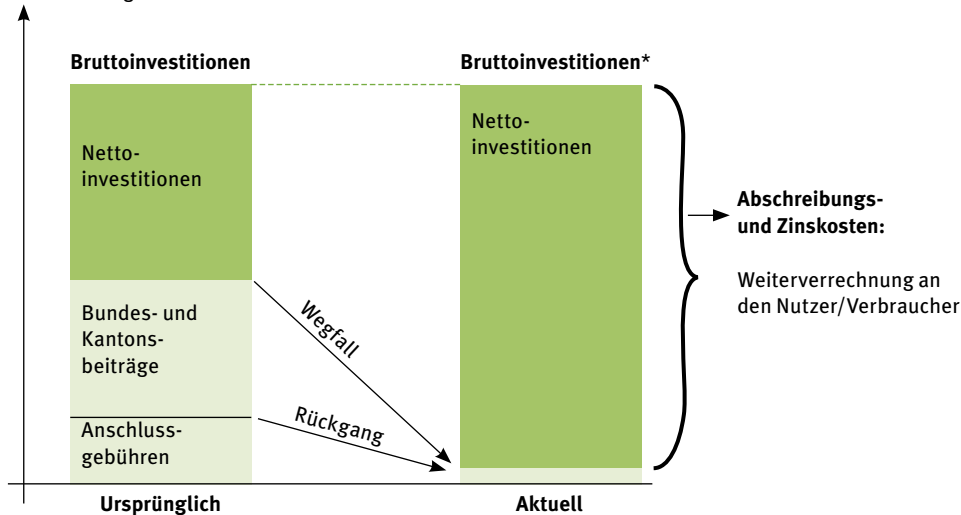 Bruttoinvestitionen
Bruttoinvestitionen*
Netto-
investitionen
Netto-
investitionen
Abschreibungs-
und Zinskosten:
Weiterverrechnung an
den Nutzer/Verbraucher
Bundes- und
Kantons-
beiträge
Wegfall
Rückgang
Anschluss-
gebühren
Ursprünglich
Aktuell